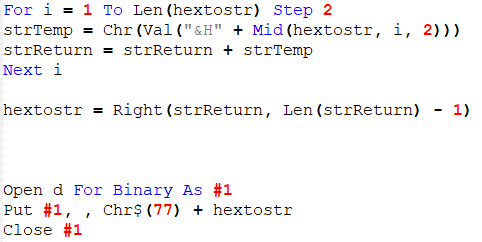 For i = 1 To Len(hextostr) Step 2
strTemp = Chr(Val("&H" + Mid(hextostr, i, 2)))
strReturn = strReturn + strTemp
Next i
hextostr = Right(strReturn, Len(strReturn) - 1)
Open d For Binary As #1
Put #1, , Chr$(77) + hextostr
Close #1